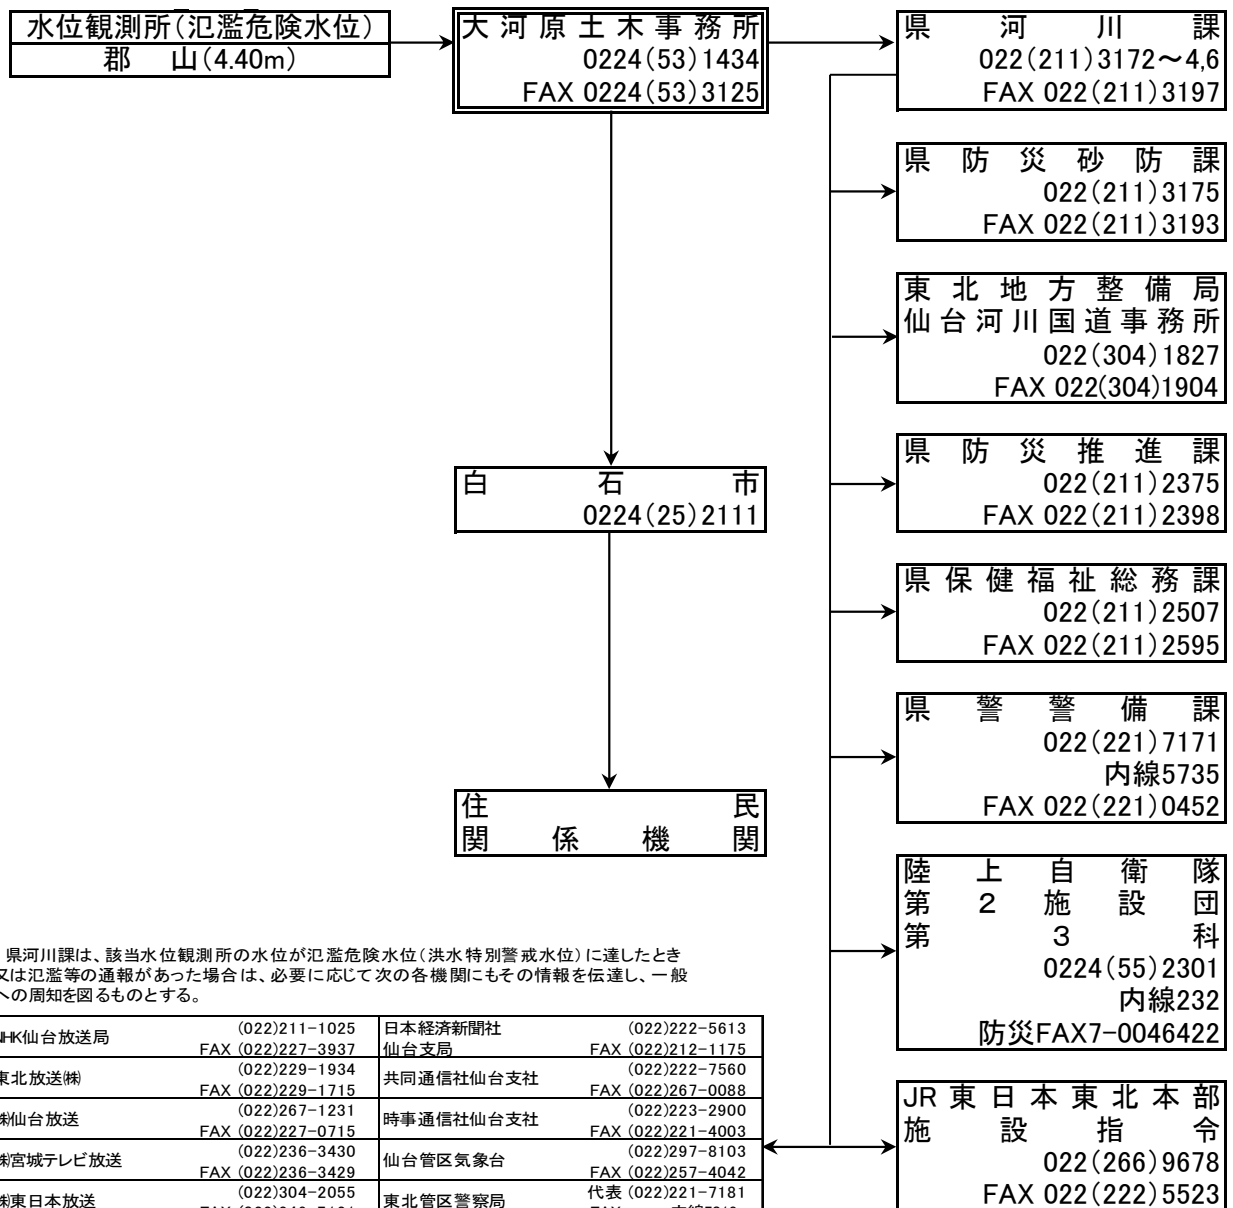 水位観測所(氾濫危険水位)
郡 山(4.40m)
大河原土木事務所
0224(53)1434
FAX 0224(53)3125
白石市
0224(25)2111
住民
関係機関
県河川課
022(211)3172～4,6
FAX 022(211)3197
県防災砂防課
022(211)3175
FAX 022(211)3193
東北地方整備局
仙台河川国道事務所
022(304)1827
FAX 022(304)1904
県防災推進課
022(211)2375
FAX 022(211)2398
県保健福祉総務課
022(211)2507
FAX 022(211)2595
県警警備課
022(221)7171
内線5735
FAX 022(221)0452
陸上自衛隊
第2施設団
第3科
0224(55)2301
内線232
防災FAX7-0046422
JR東日本東北本部
施設指令
022(266)9678
FAX 022(222)5523
県河川課は、該当水位観測所の水位が氾濫危険水位(洪水特別警戒水位)に達したとき
又は氾濫等の通報があった場合は、必要に応じて次の各機関にもその情報を伝達し、一般
への周知を図るものとする。
NHK仙台放送局
(022)211-1025
FAX (022)227-3937
日本経済新聞社
仙台支局
(022)222-5613
FAX (022)212-1175
東北放送㈱
(022)229-1934
FAX (022)229-1715
共同通信社仙台支社
(022)222-7560
FAX (022)267-0088
㈱仙台放送
(022)267-1231
FAX (022)227-0715
時事通信社仙台支社
(022)223-2900
FAX (022)221-4003
㈱宮城テレビ放送
(022)236-3430
FAX (022)236-3429
仙台管区気象台
(022)297-8103
FAX (022)257-4042
㈱東日本放送
(022)304-2055
東北管区警察局
代表 (022)221-7181